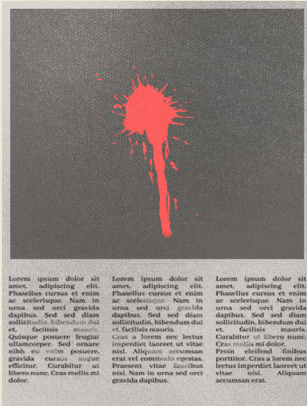 Lorem ipsum dolor sit
amet, adipiscing elit.
Phasellus cursus et enim
ac scelerisque. Nam in
urna sed orci gravida
dapibus. Sed sed diam
sollicitudin, bibendum dui
et, facilisis mauris.
Quisque posuere feugiat
ullamcorper. Sed ornare
nibh eu enim posuere,
gravida cursus augue
efficitur. Curabitur ut
libero nunc. Cras mollis mi
dolor.
Lorem ipsum dolor sit
amet, adipiscing elit.
Phasellus cursus et enim
ac scelerisque. Nam in
urna sed orci gravida
dapibus. Sed sed diam
sollicitudin, bibendum dui
et, facilisis mauris.
Cras a lorem nec lectus
imperdiet laoreet ut vitae
nisl. Aliquam accumsan
erat vel commodo egestas.
Praesent vitae faucibus
nisl. Nam in urna sed orci
gravida dapibus.
Lorem ipsum dolor sit
amet, adipiscing elit.
Phasellus cursus et enim
ac scelerisque. Nam in
urna sed orci gravida
dapibus. Sed sed diam
sollicitudin, bibendum dui
et, facilisis mauris.
Curabitur ut libero nunc.
Cras mollis mi dolor.
Proin eleifend finibus
porttitor. Cras a lorem nec
lectus imperdiet laoreet ut
vitae nisl. Aliquam
accumsan erat.